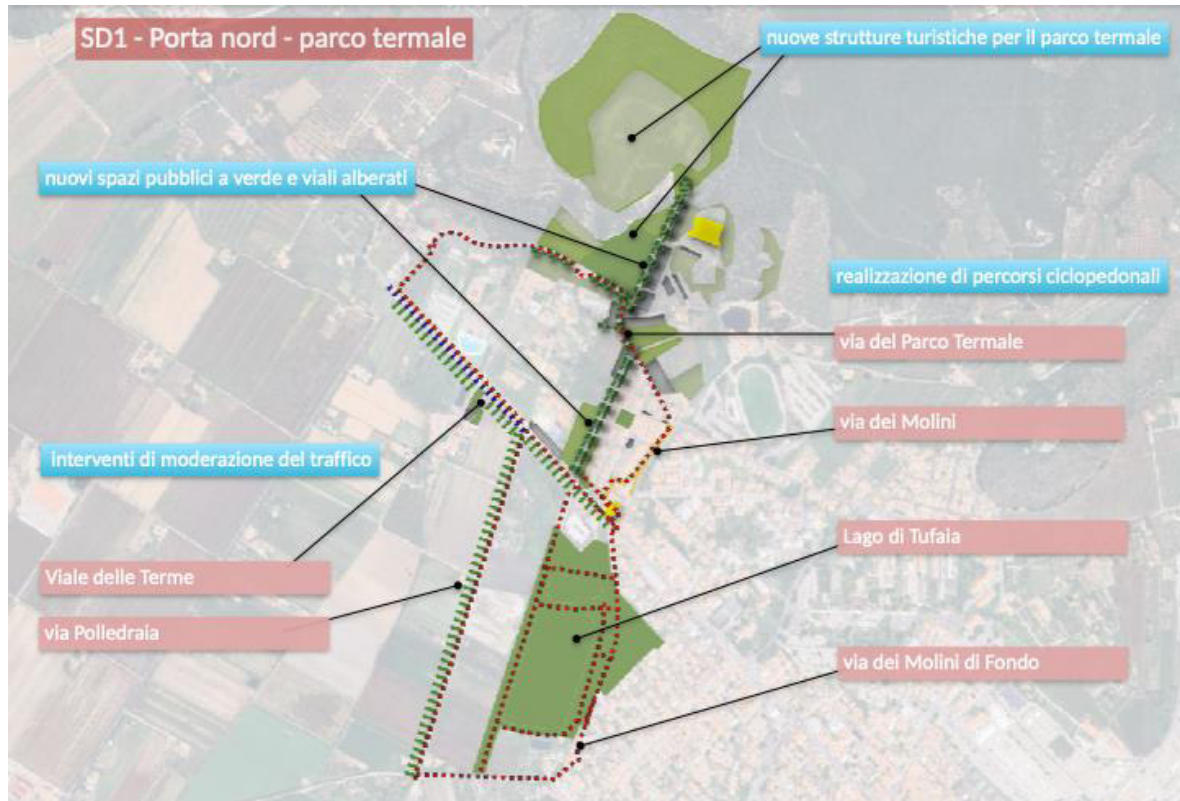 SD1 - Porta nord - parco termale
nuove strutture turistiche per il parco termale
nuovi spazi pubblici a verde e viali alberati
realizzazione di percorsi ciclopedonali
via del Parco Termale
via dei Molini
interventi di moderazione del traffico
Lago di Tufaia
Viale delle Terme
via Polledraia
via dei Molini di Fondo